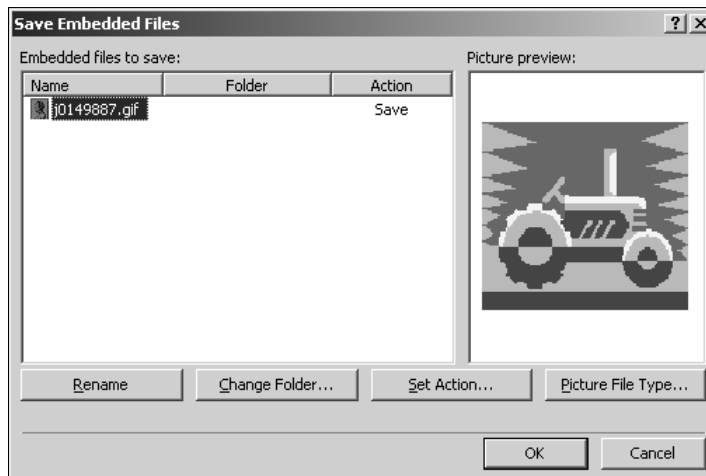 Save Embedded Files
Embedded files to save:
Picture preview:
Name Folder Action
j0149887.gif Save
Rename Change Folder... Set Action... Picture File Type...
OK Cancel